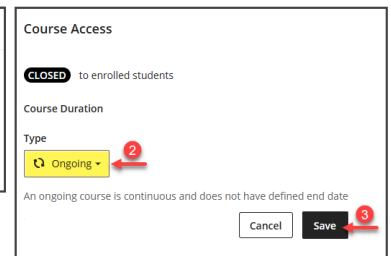 Course Access
CLOSED to enrolled students
Course Duration
Type
2
Ongoing
An ongoing course is continuous and does not have defined end date
3
Cancel Save